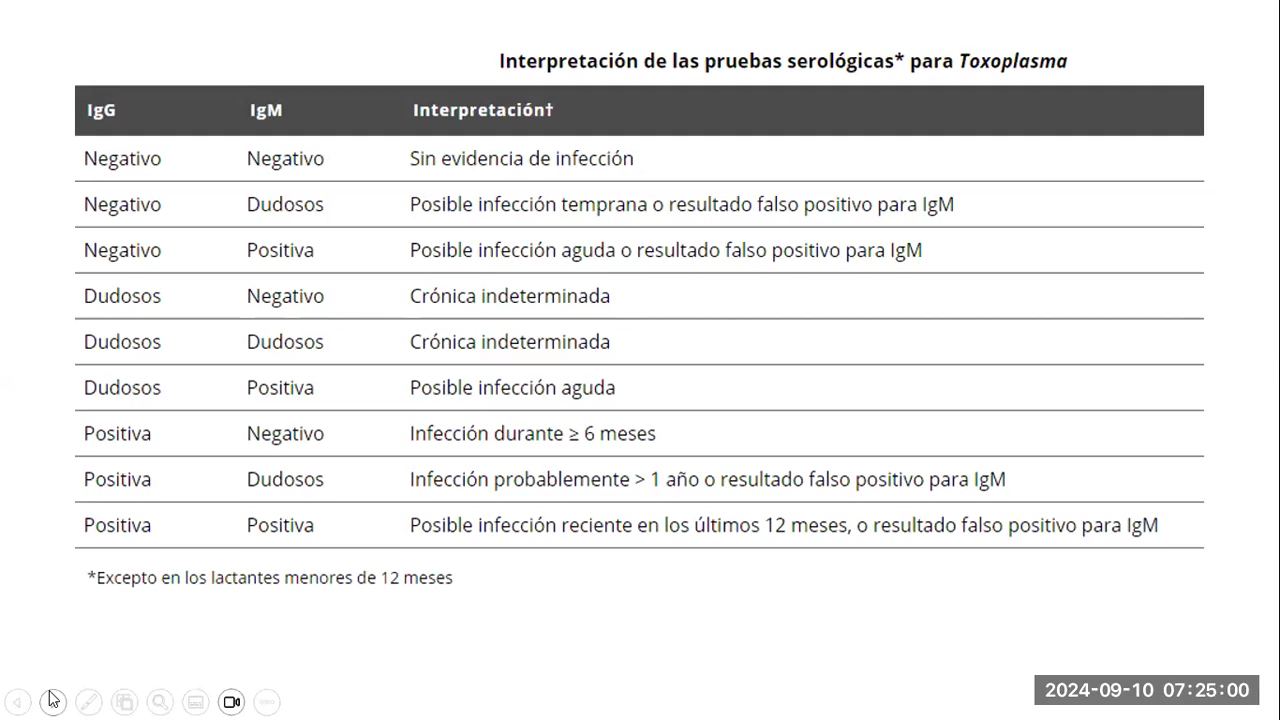 Interpretación de las pruebas serológicas* para Toxoplasma
IgG IgM Interpretación†
Negativo Negativo Sin evidencia de infección
Negativo Dudosos Posible infección temprana o resultado falso positivo para IgM
Negativo Positiva Posible infección aguda o resultado falso positivo para IgM
Dudosos Negativo Crónica indeterminada
Dudosos Dudosos Crónica indeterminada
Dudosos Positiva Posible infección aguda
Positiva Negativo Infección durante ≥ 6 meses
Positiva Dudosos Infección probablemente > 1 año o resultado falso positivo para IgM
Positiva Positiva Posible infección reciente en los últimos 12 meses, o resultado falso positivo para IgM
*Excepto en los lactantes menores de 12 meses
2024-09-10 07:25:00